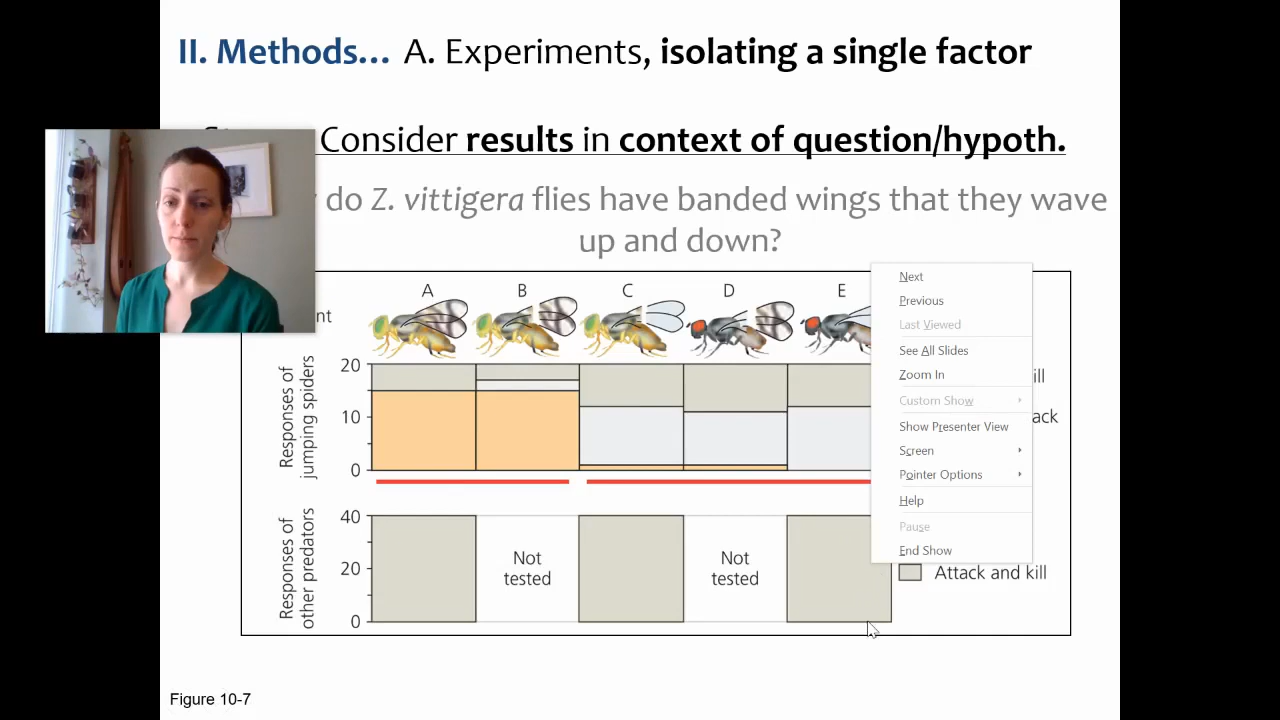 II. Methods... A. Experiments, isolating a single factor
Consider results in context of question/hypoth.
do Z. vittigera flies have banded wings that they wave
up and down?
A B C D E
nt
Responses of
jumping spiders
20
10
0
ill
ack
Responses of
other predators
40
20
0
Not
tested
Not
tested
Attack and kill
Next
Previous
Last Viewed
See All Slides
Zoom In
Custom Show
Show Presenter View
Screen
Pointer Options
Help
Pause
End Show
Figure 10-7